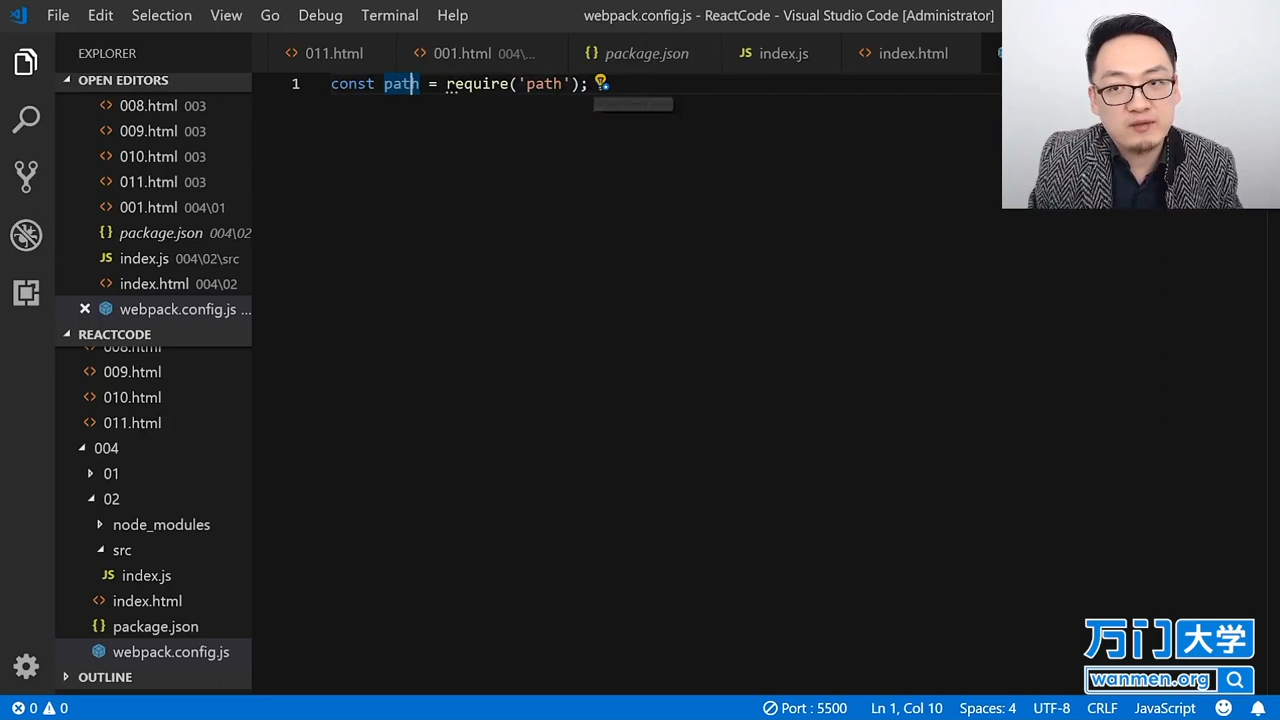 File Edit Selection View Go Debug Terminal Help
webpack.config.js - ReactCode - Visual Studio Code [Administrator]
EXPLORER
011.html
001.html 004\...
package.json
index.js
index.html
OPEN EDITORS
1 const path = require('path');
008.html 003
009.html 003
010.html 003
011.html 003
001.html 004\01
package.json 004\02
index.js 004\02\src
index.html 004\02
webpack.config.js ...
REACTCODE
008.html
009.html
010.html
011.html
004
01
02
node_modules
src
JS index.js
index.html
package.json
webpack.config.js
OUTLINE
万门大学
wanmen.org
0 0
Port : 5500 Ln 1, Col 10 Spaces: 4 UTF-8 CRLF JavaScript